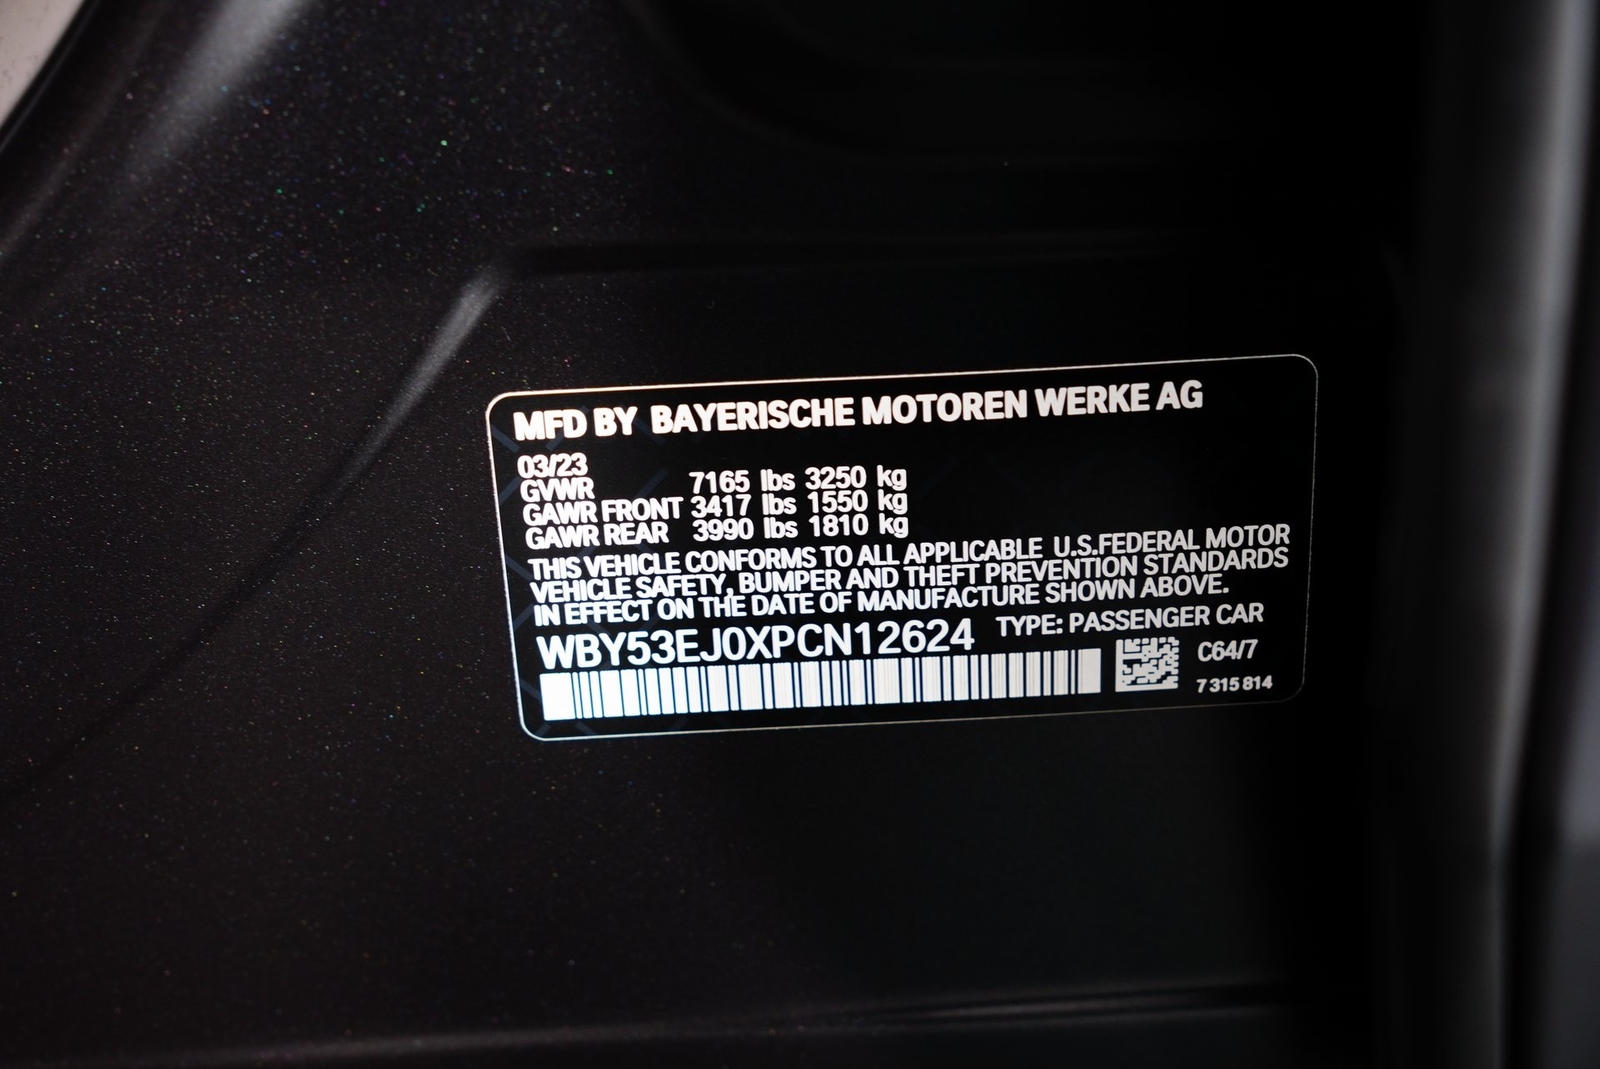 MFD BY BAYERISCHE MOTOREN WERKE AG
03/23
GVWR 7165 lbs 3250 kg
GAWR FRONT 3417 lbs 1550 kg
GAWR REAR 3990 lbs 1810 kg
THIS VEHICLE CONFORMS TO ALL APPLICABLE U.S.FEDERAL MOTOR
VEHICLE SAFETY, BUMPER AND THEFT PREVENTION STANDARDS
IN EFFECT ON THE DATE OF MANUFACTURE SHOWN ABOVE.
WBY53EJ0XPCN12624 TYPE: PASSENGER CAR
C64/7
7 315 814